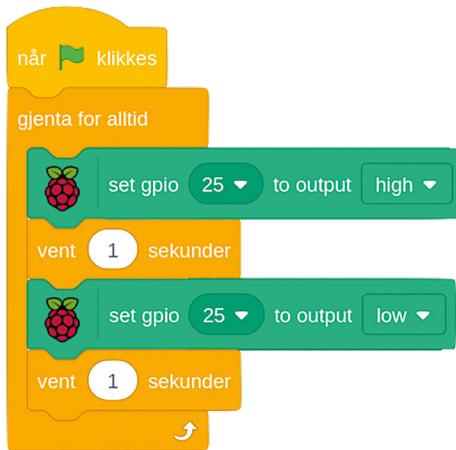 når klikkes
gjenta for alltid
set gpio 25 to output high
vent 1 sekunder
set gpio 25 to output low
vent 1 sekunder